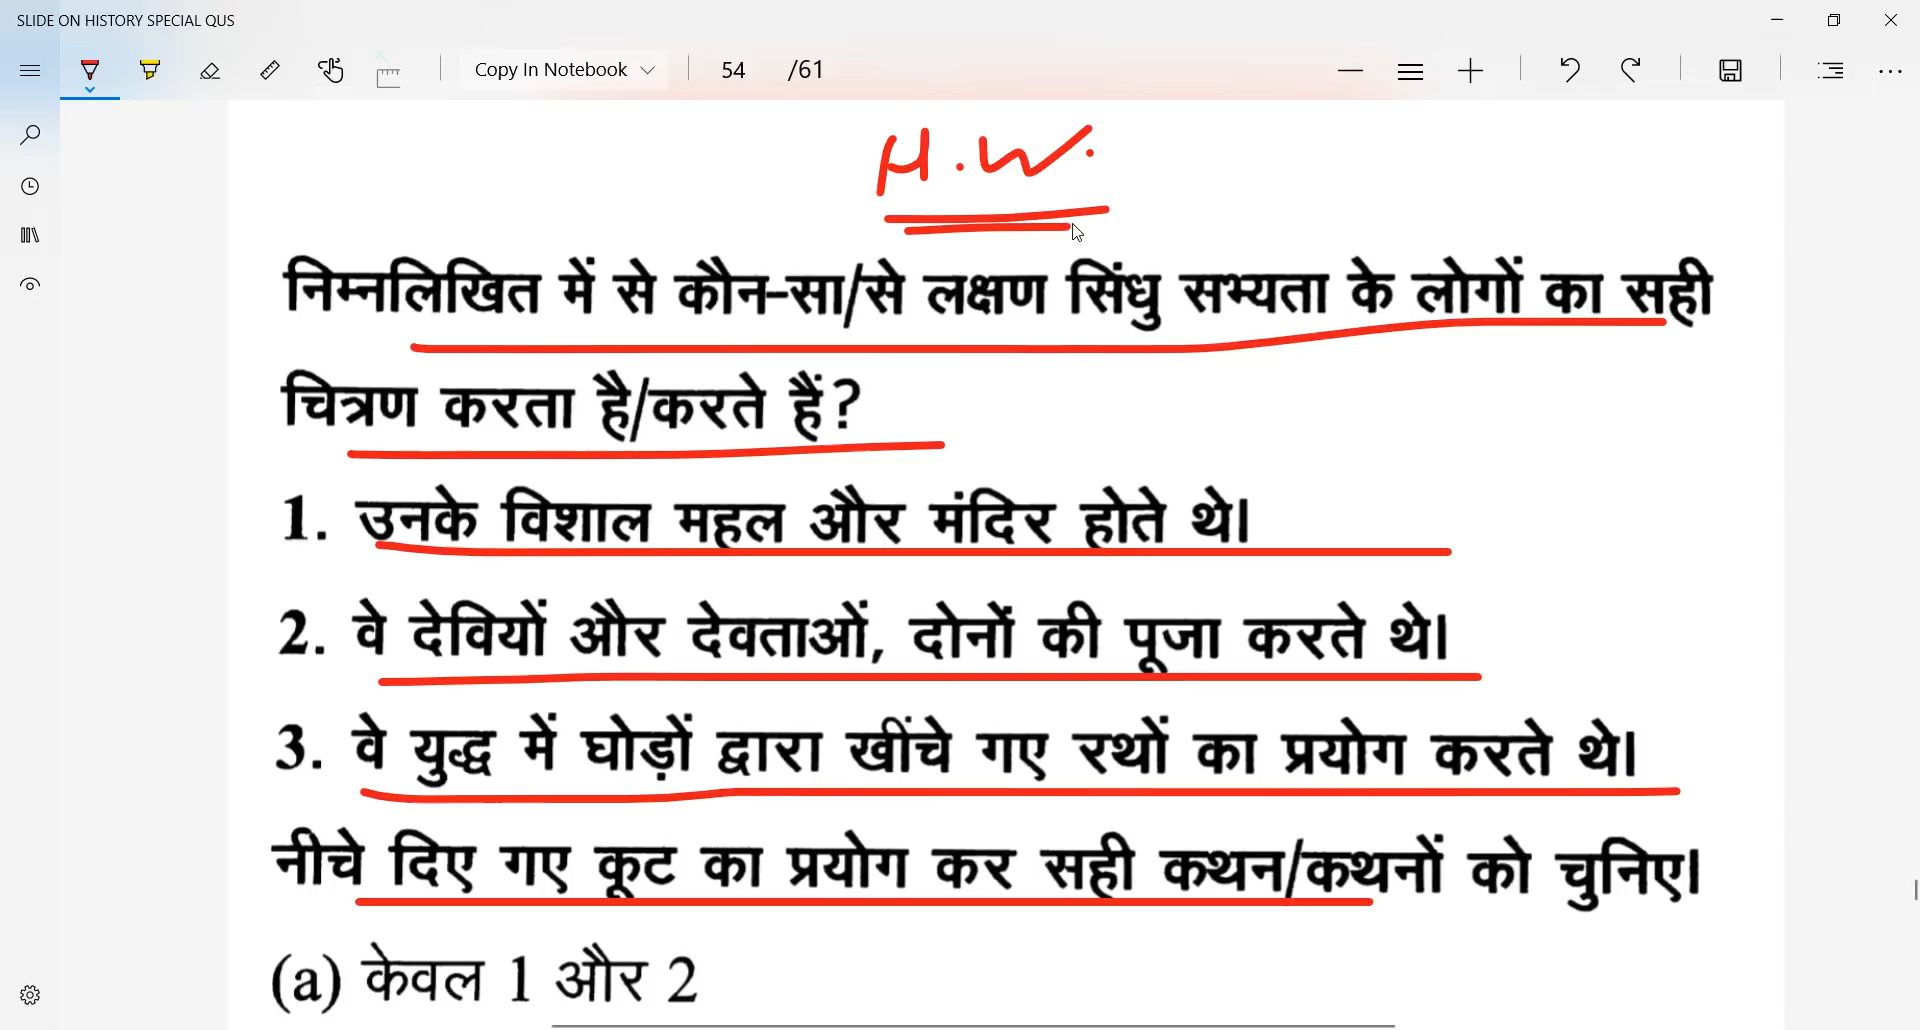 SLIDE ON HISTORY SPECIAL QUS
Copy In Notebook 54 /61
H.W.
निम्नलिखित में से कौन-सा/से लक्षण सिंधु सभ्यता के लोगों का सही
चित्रण करता है/करते हैं?
1. उनके विशाल महल और मंदिर होते थे।
2. वे देवियों और देवताओं, दोनों की पूजा करते थे।
3. वे युद्ध में घोड़ों द्वारा खींचे गए रथों का प्रयोग करते थे।
नीचे दिए गए कूट का प्रयोग कर सही कथन/कथनों को चुनिए।
(a) केवल 1 और 2